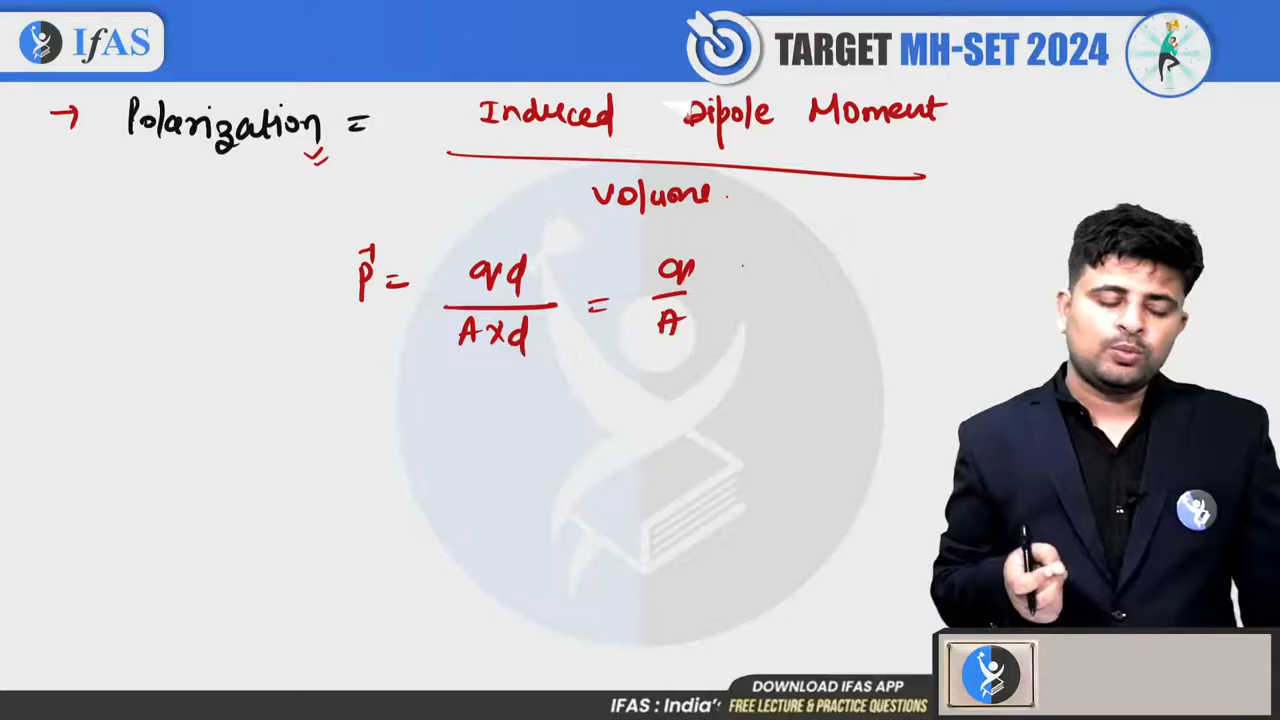 IfAS
TARGET MH-SET 2024
→ Polarization = Induced Dipole Moment
Volume
P = qd = q
A×d A
DOWNLOAD IFAS APP
IFAS : India's FREE LECTURE & PRACTICE QUESTIONS